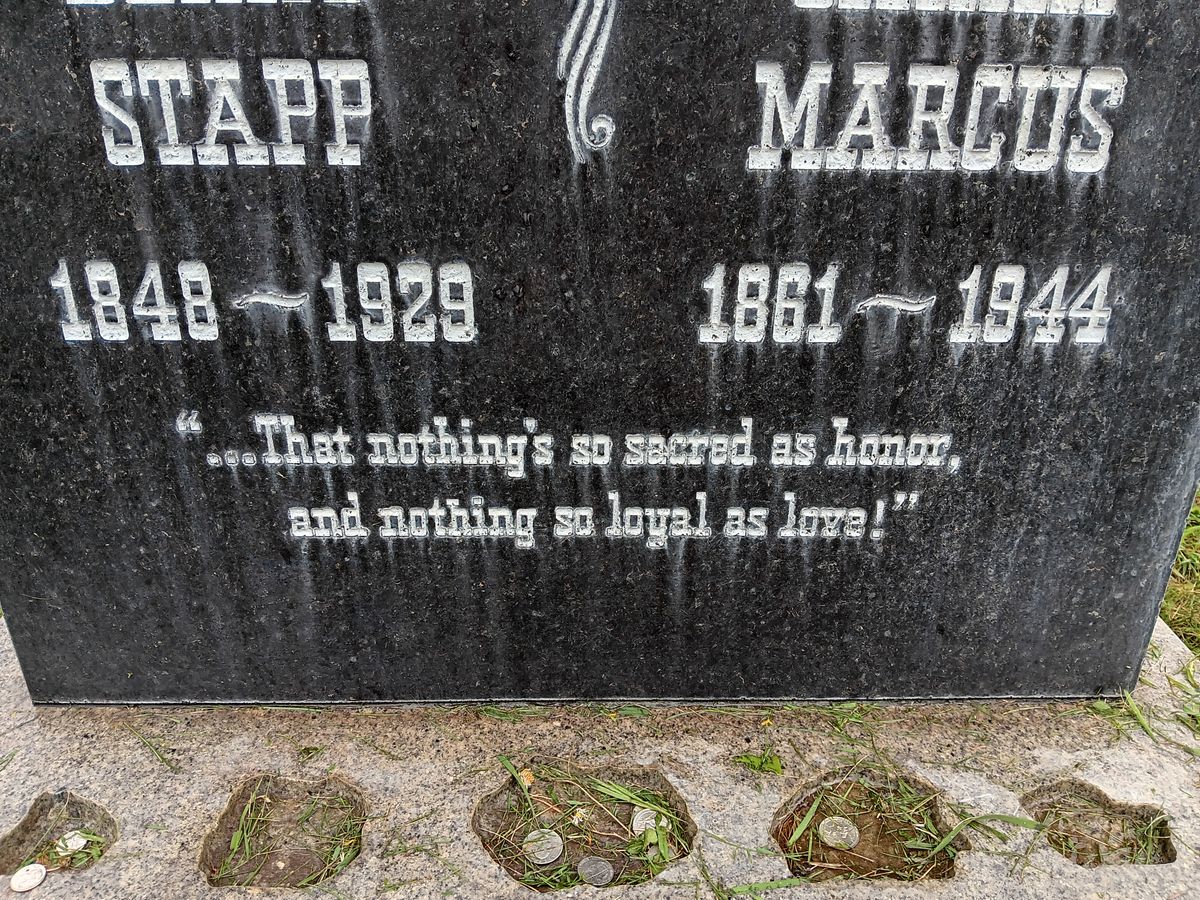 STAPP
MARCUS
1848 ~ 1929
1861 ~ 1944
“...That nothing's so sacred as honor,
and nothing so loyal as love!”